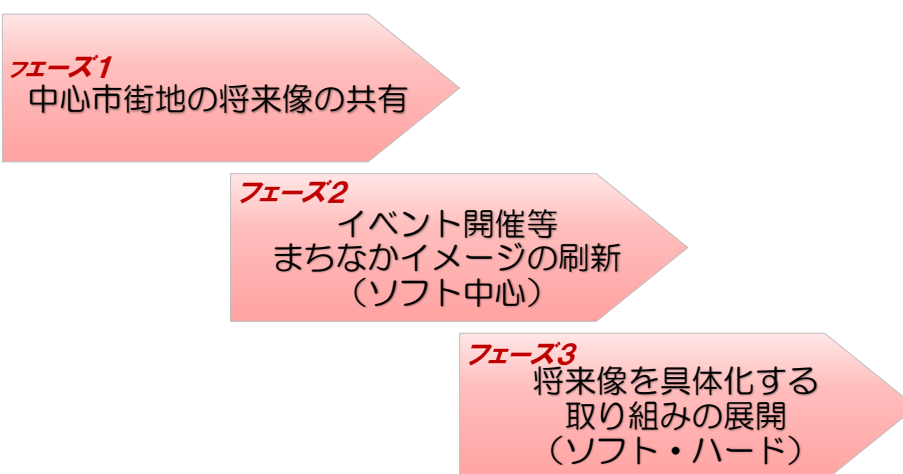 フェーズ1
中心市街地の将来像の共有
フェーズ2
イベント開催等
まちなかイメージの刷新
（ソフト中心）
フェーズ3
将来像を具体化する
取り組みの展開
（ソフト・ハード）